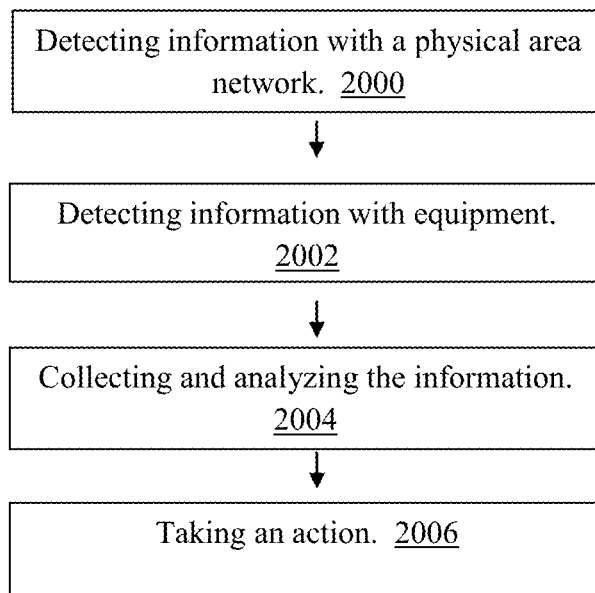 Detecting information with a physical area
network. 2000
Detecting information with equipment.
2002
Collecting and analyzing the information.
2004
Taking an action. 2006